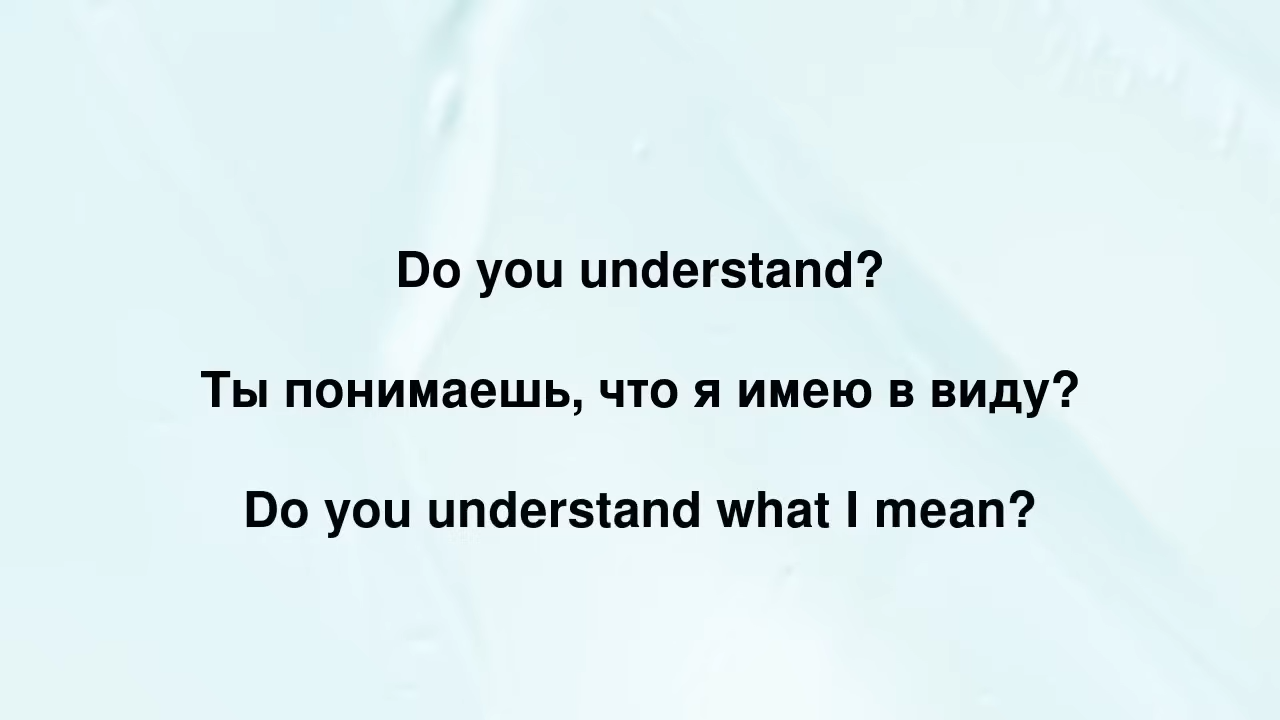 Do you understand?
Ты понимаешь, что я имею в виду?
Do you understand what I mean?